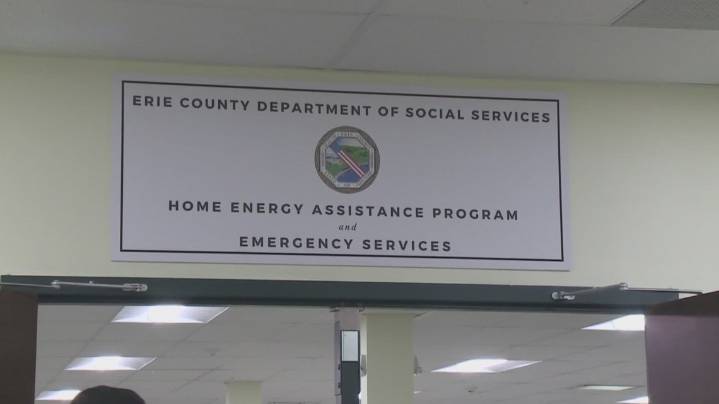 ERIE COUNTY DEPARTMENT OF SOCIAL SERVICES
HOME ENERGY ASSISTANCE PROGRAM
and
EMERGENCY SERVICES